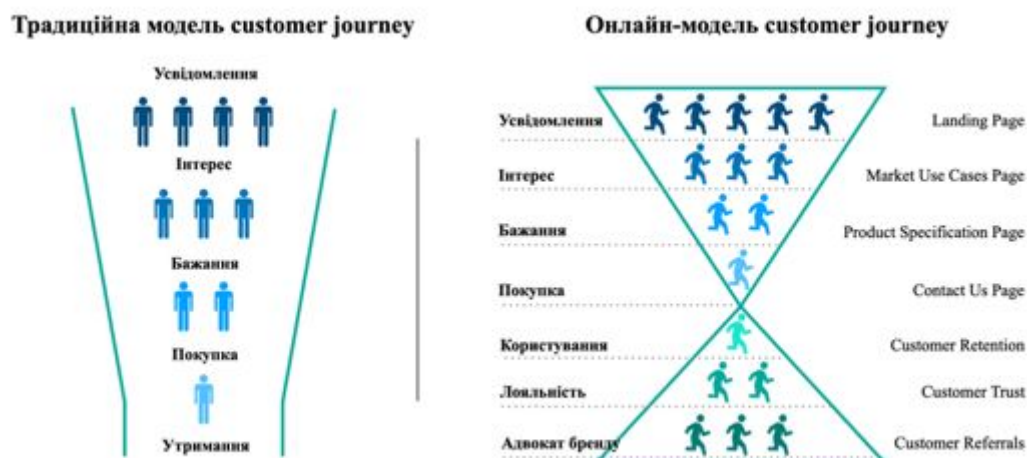 Традиційна модель customer journey
Усвідомлення
Інтерес
Бажання
Покупка
Утримання
Онлайн-модель customer journey
Усвідомлення Landing Page
Інтерес Market Use Cases Page
Бажання Product Specification Page
Покупка Contact Us Page
Користування Customer Retention
Лояльність Customer Trust
Адвокат бренду Customer Referrals